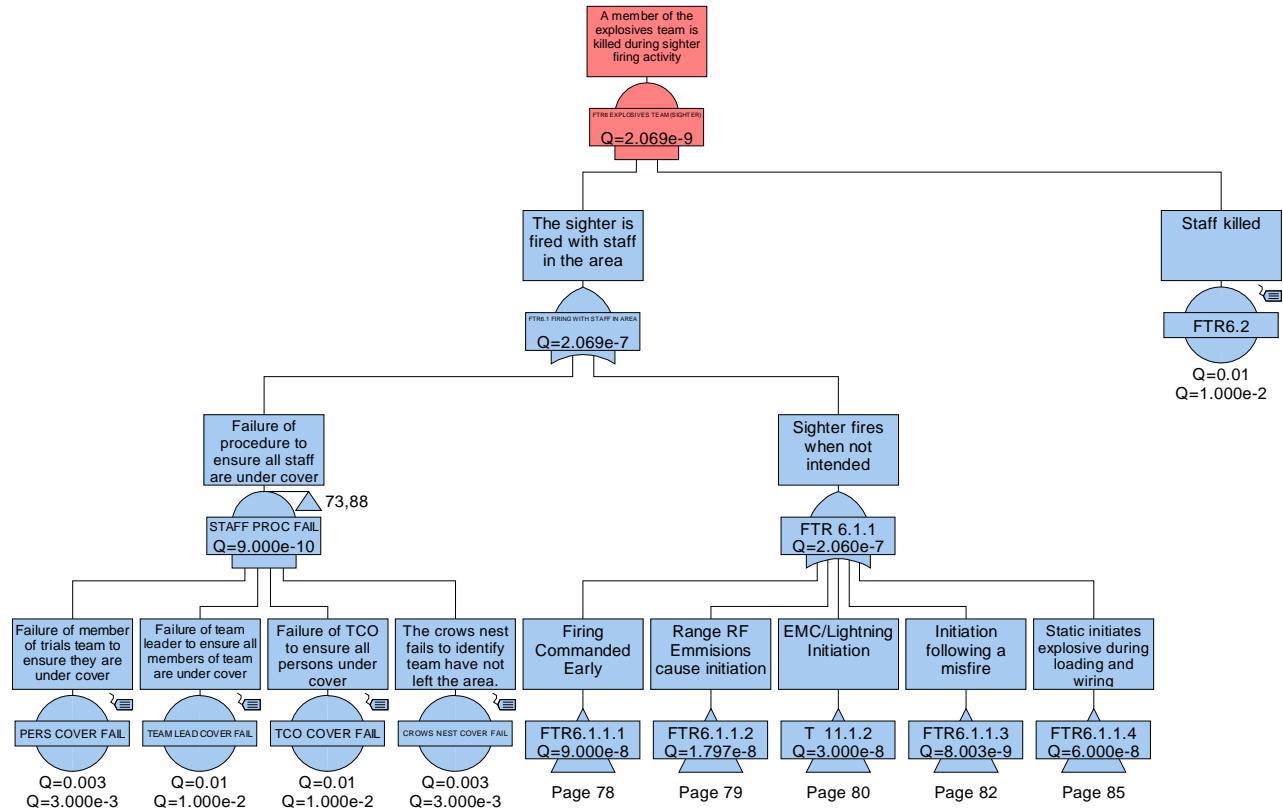 A member of the
explosives team is
killed during sighter
firing activity
FTR6 EXPLOSIVES TEAM(SIGHTER)
Q=2.069e-9
The sighter is
fired with staff
in the area
FTR6.1 FIRING WITH STAFF IN AREA
Q=2.069e-7
Staff killed
FTR6.2
Q=0.01
Q=1.000e-2
Failure of
procedure to
ensure all staff
are under cover
73,88
STAFF PROC FAIL
Q=9.000e-10
Sighter fires
when not
intended
FTR 6.1.1
Q=2.060e-7
Failure of member
of trials team to
ensure they are
under cover
PERS COVER FAIL
Q=0.003
Q=3.000e-3
Failure of team
leader to ensure all
members of team
are under cover
TEAM LEAD COVER FAIL
Q=0.01
Q=1.000e-2
Failure of TCO
to ensure all
persons under
cover
TCO COVER FAIL
Q=0.01
Q=1.000e-2
The crows nest
fails to identify
team have not
left the area.
CROWS NEST COVER FAIL
Q=0.003
Q=3.000e-3
Firing
Commanded
Early
FTR6.1.1.1
Q=9.000e-8
Page 78
Range RF
Emmisions
cause initiation
FTR6.1.1.2
Q=1.797e-8
Page 79
EMC/Lightning
Initiation
T 11.1.2
Q=3.000e-8
Page 80
Initiation
following a
misfire
FTR6.1.1.3
Q=8.003e-9
Page 82
Static initiates
explosive during
loading and
wiring
FTR6.1.1.4
Q=6.000e-8
Page 85